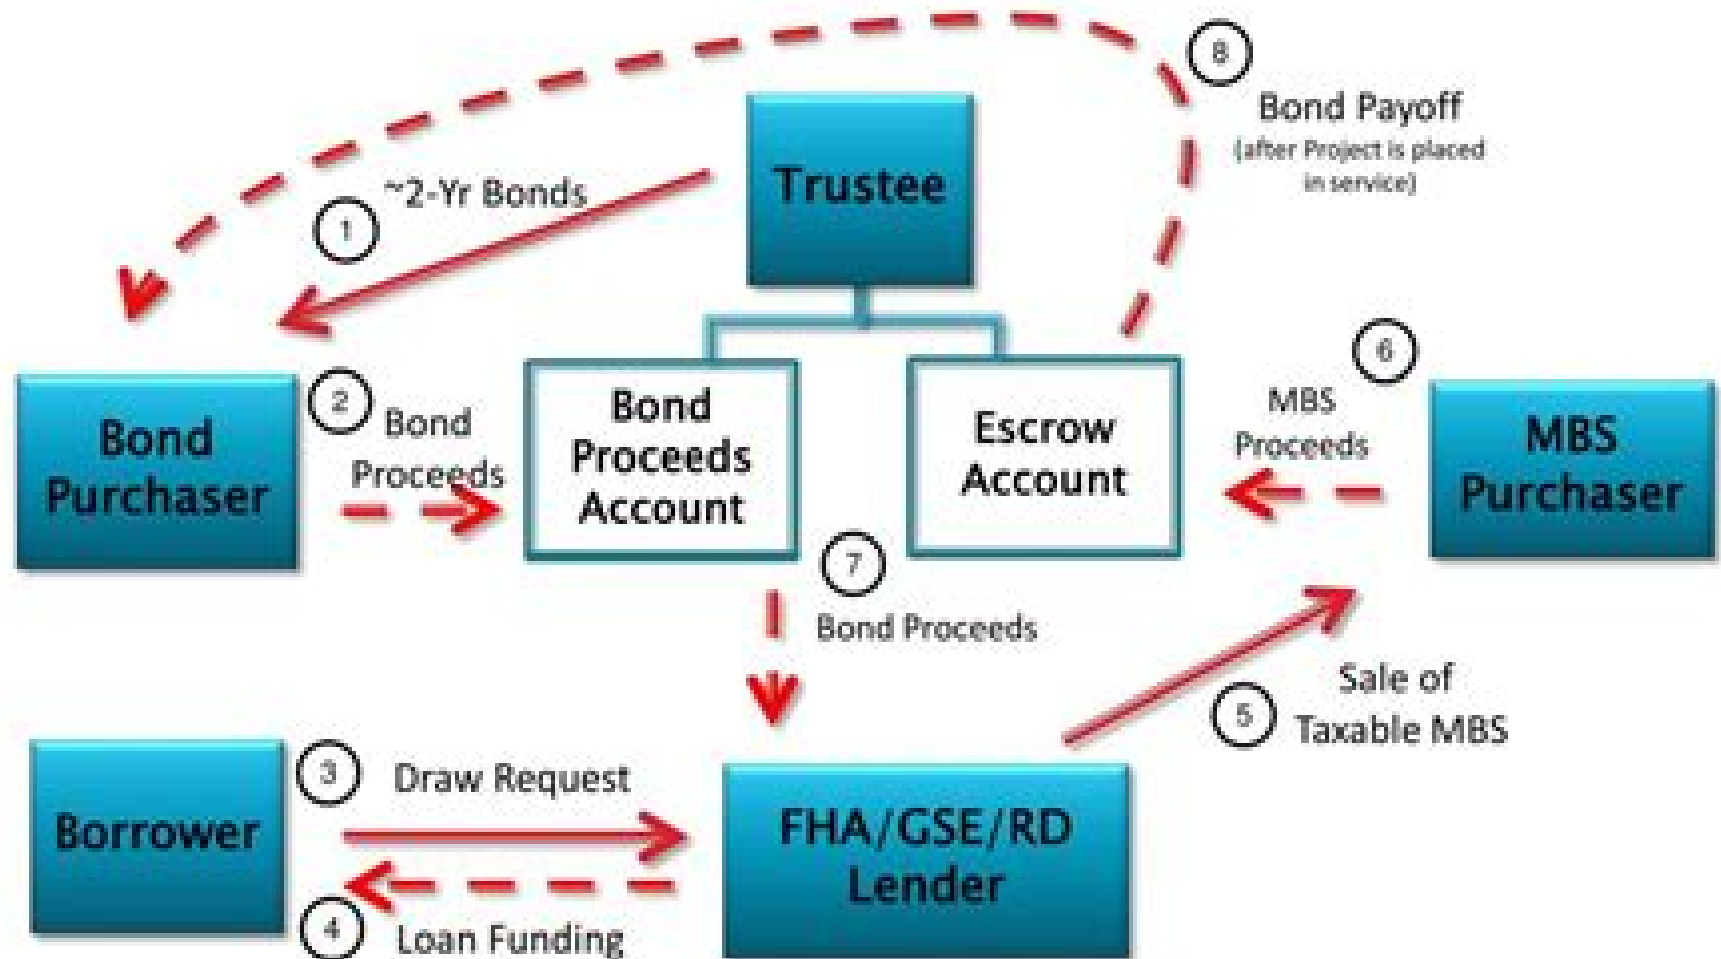 8
Bond Payoff
(after Project is placed
in service)
Trustee
~2-Yr Bonds
1
6
2
Bond
Proceeds
Bond
Proceeds
Account
Escrow
Account
MBS
Proceeds
MBS
Purchaser
Bond
Purchaser
7
Bond Proceeds
Sale of
Taxable MBS
5
3
Draw Request
Borrower
FHA/GSE/RD
Lender
4
Loan Funding